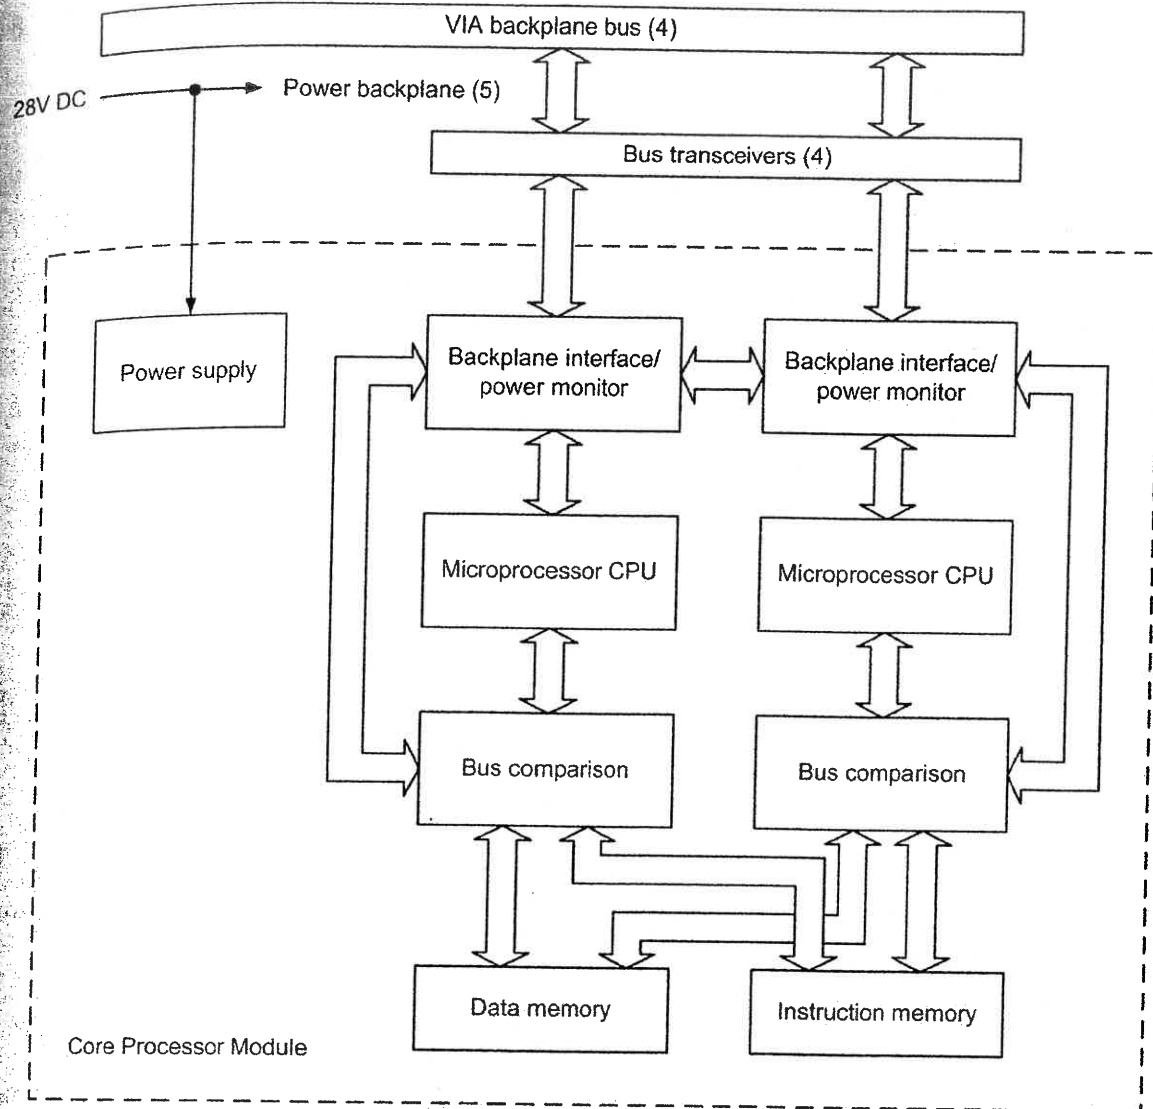 VIA backplane bus (4)
28V DC
Power backplane (5)
Bus transceivers (4)
Power supply
Backplane interface/
power monitor
Backplane interface/
power monitor
Microprocessor CPU
Microprocessor CPU
Bus comparison
Bus comparison
Data memory
Instruction memory
Core Processor Module